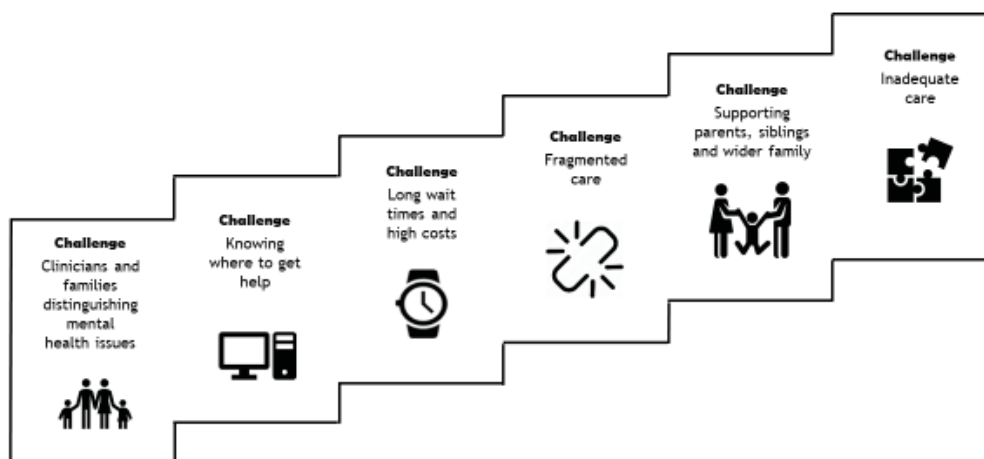 Challenge
Clinicians and
families
distinguishing
mental
health issues
Challenge
Knowing
where to get
help
Challenge
Long wait
times and
high costs
Challenge
Fragmented
care
Challenge
Supporting
parents, siblings
and wider family
Challenge
Inadequate
care